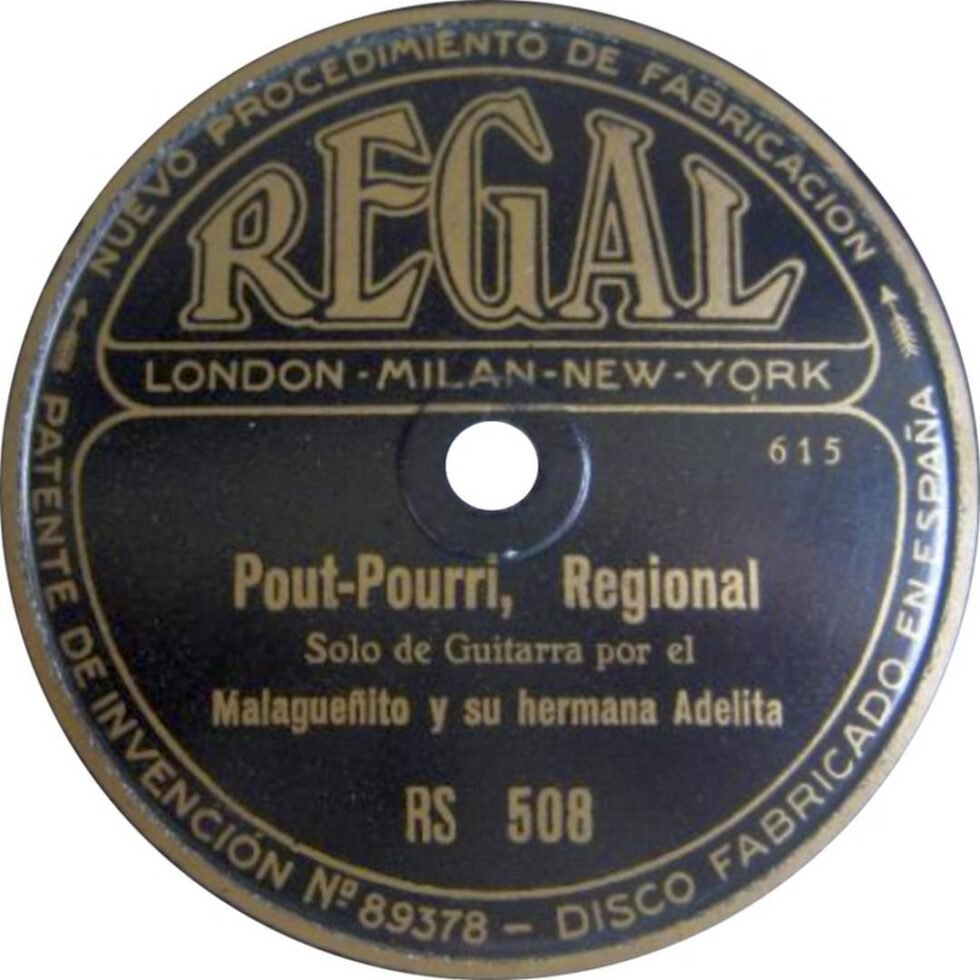 NUEVO PROCEDIMIENTO DE FABRICACION
REGAL
LONDON - MILAN - NEW - YORK
615
Pout-Pourri, Regional
Solo de Guitarra por el
Malagueñito y su hermana Adelita
RS 508
PATENTE DE INVENCIÓN Nº 89378 - DISCO FABRICADO EN ESPAÑA